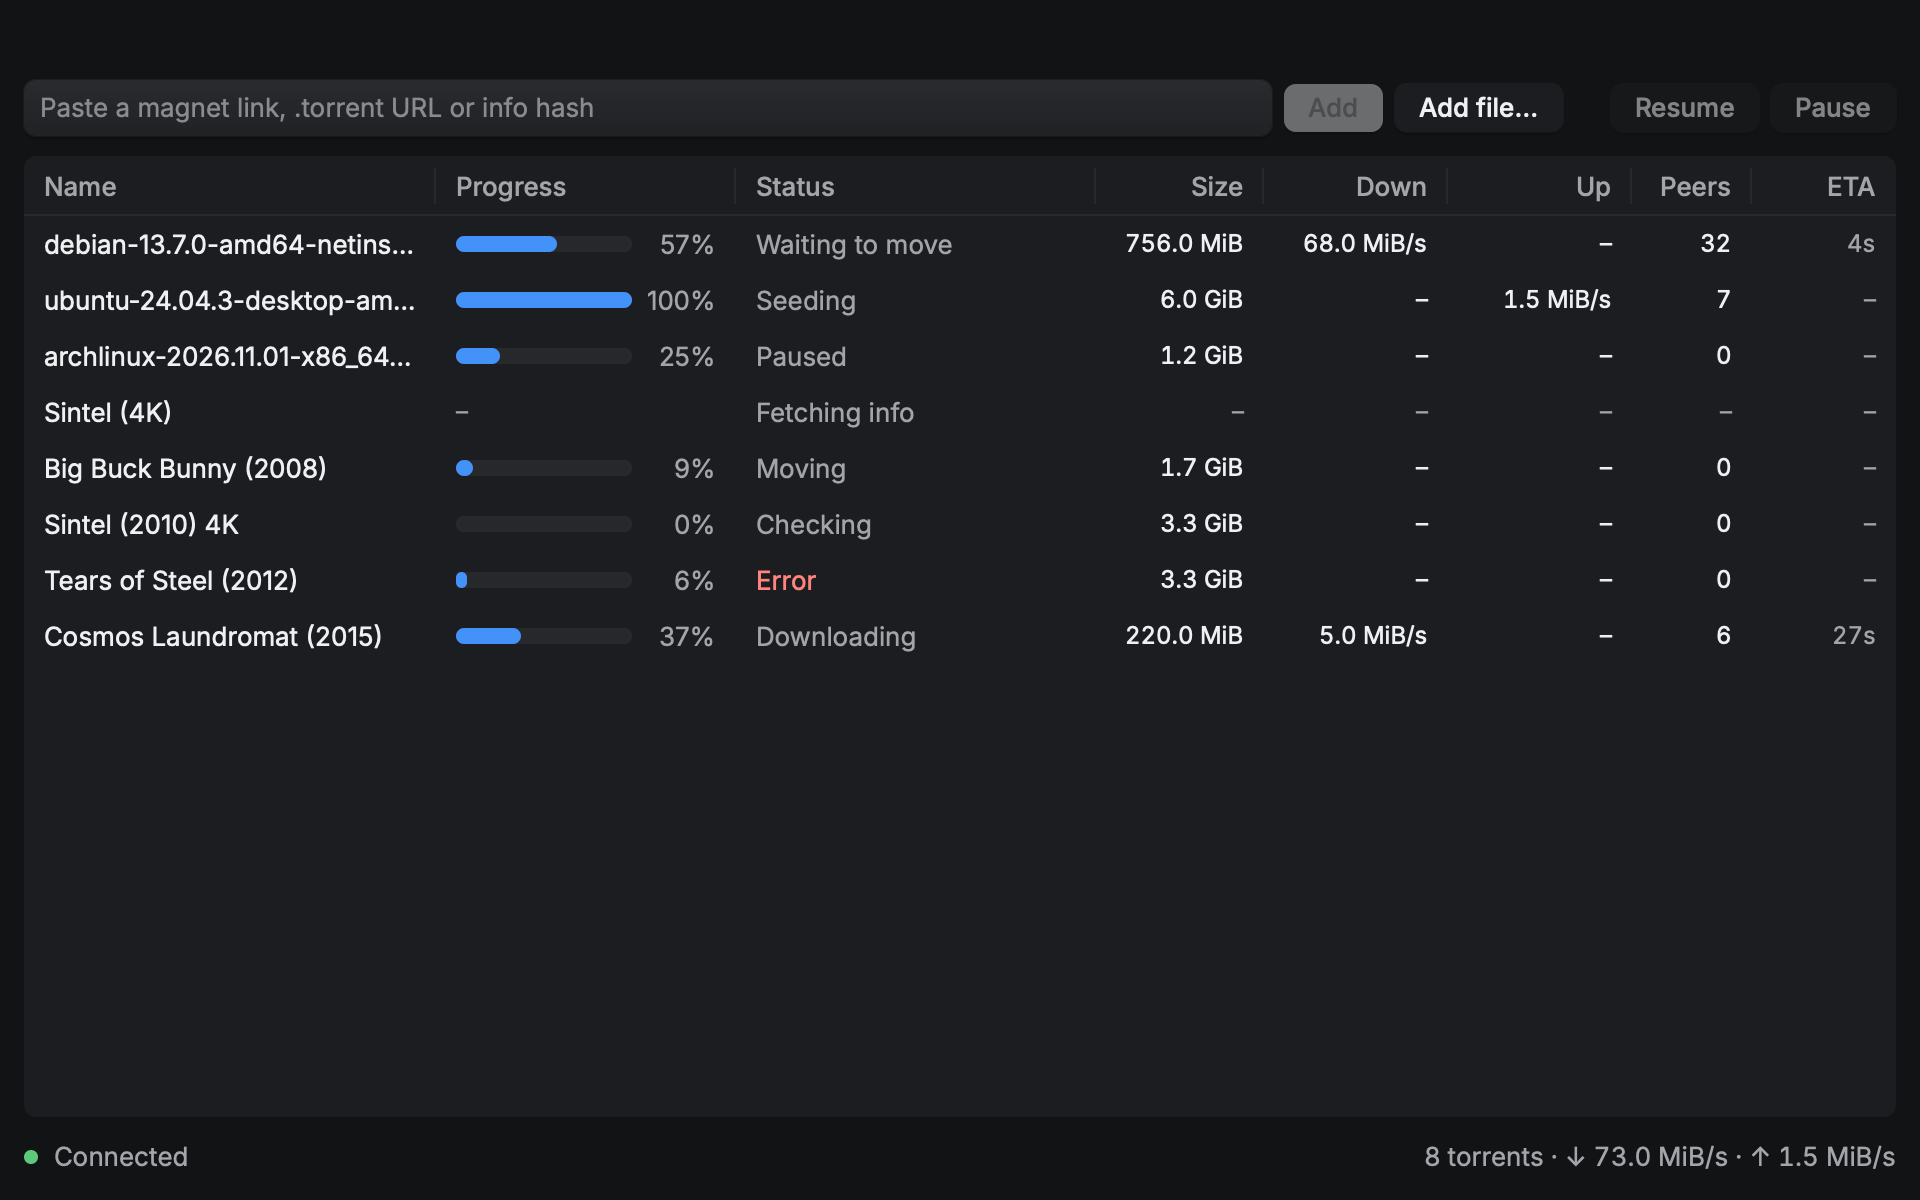 Paste a magnet link, .torrent URL or info hash Add Add file... Resume Pause
Name Progress Status Size Down Up Peers ETA
debian-13.7.0-amd64-netins... 57% Waiting to move 756.0 MiB 68.0 MiB/s – 32 4s
ubuntu-24.04.3-desktop-am... 100% Seeding 6.0 GiB – 1.5 MiB/s 7 –
archlinux-2026.11.01-x86_64... 25% Paused 1.2 GiB – – 0 –
Sintel (4K) – Fetching info – – – – –
Big Buck Bunny (2008) 9% Moving 1.7 GiB – – 0 –
Sintel (2010) 4K 0% Checking 3.3 GiB – – 0 –
Tears of Steel (2012) 6% Error 3.3 GiB – – 0 –
Cosmos Laundromat (2015) 37% Downloading 220.0 MiB 5.0 MiB/s – 6 27s
Connected 8 torrents · ↓ 73.0 MiB/s · ↑ 1.5 MiB/s